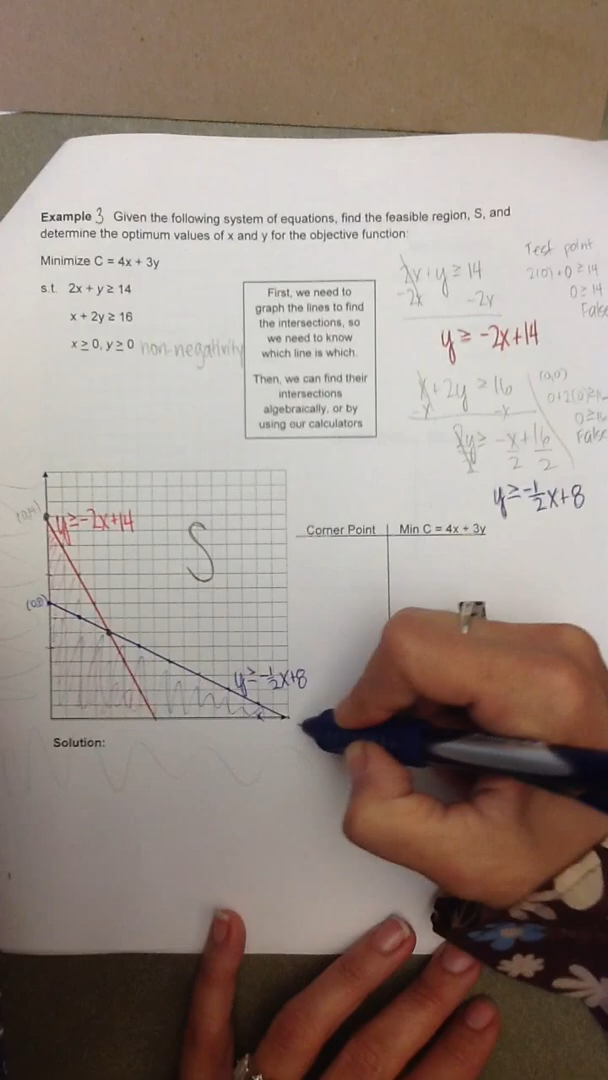 Example 3 Given the following system of equations, find the feasible region, S, and
determine the optimum values of x and y for the objective function:
Minimize C = 4x + 3y
s.t. 2x + y ≥ 14
x + 2y ≥ 16
x ≥ 0, y ≥ 0 non-negativity
First, we need to
graph the lines to find
the intersections, so
we need to know
which line is which.
Then, we can find their
intersections
algebraically, or by
using our calculators
2x + y ≥ 14
-2x -2x
y ≥ -2x+14
Test point
2(0)+0 ≥ 14
0 ≥ 14
False
x + 2y ≥ 16
-x -x
2y ≥ -x+16
2 2 2
y ≥ -1/2x+8
(0,0)
0+2(0)≥16
0≥16
False
(0,14)
y≥-2x+14
S
(0,8)
y≥-1/2x+8
Corner Point Min C = 4x + 3y
Solution: